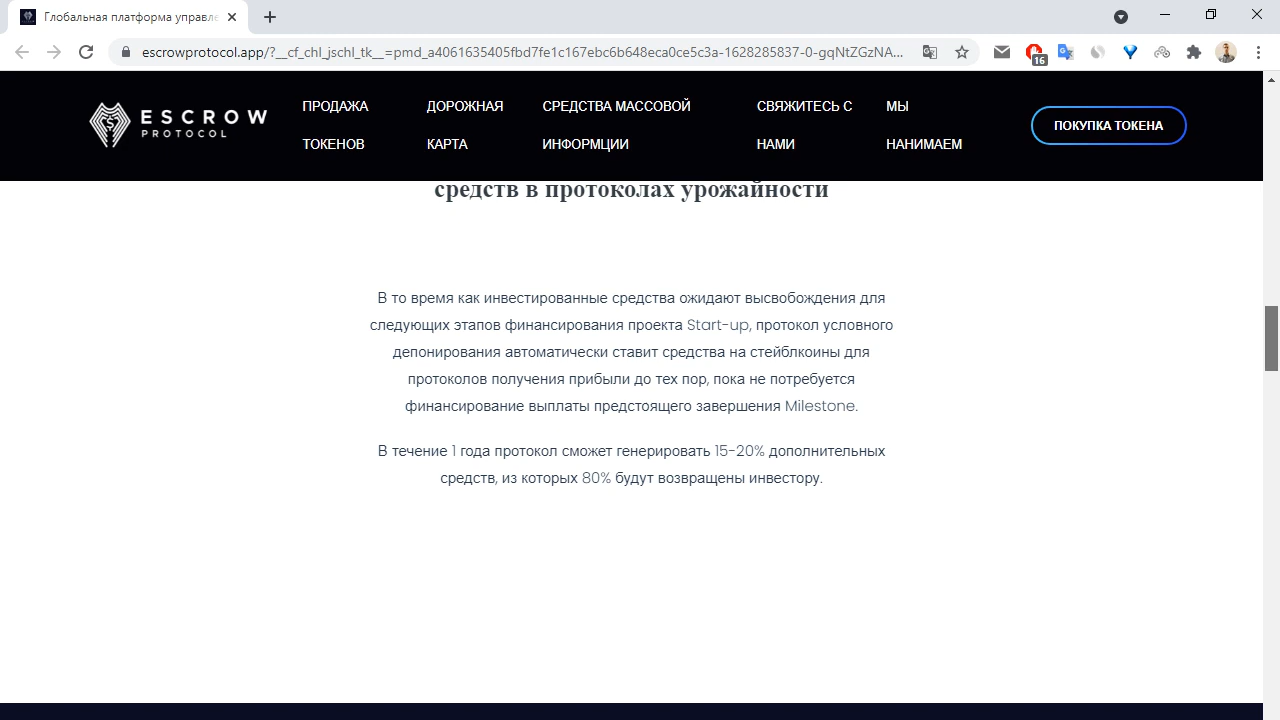 Глобальная платформа управле
escrowprotocol.app/?__cf_chl_jschl_tk__=pmd_a4061635405fbd7fe1c167ebc6b648eca0ce5c3a-1628285837-0-gqNtZGzNA...
16
ESCROW
PROTOCOL
ПРОДАЖА
ТОКЕНОВ
ДОРОЖНАЯ
КАРТА
СРЕДСТВА МАССОВОЙ
ИНФОРМЦИИ
СВЯЖИТЕСЬ С
НАМИ
МЫ
НАНИМАЕМ
ПОКУПКА ТОКЕНА
средств в протоколах урожайности
В то время как инвестированные средства ожидают высвобождения для
следующих этапов финансирования проекта Start-up, протокол условного
депонирования автоматически ставит средства на стейблкоины для
протоколов получения прибыли до тех пор, пока не потребуется
финансирование выплаты предстоящего завершения Milestone.
В течение 1 года протокол сможет генерировать 15-20% дополнительных
средств, из которых 80% будут возвращены инвестору.